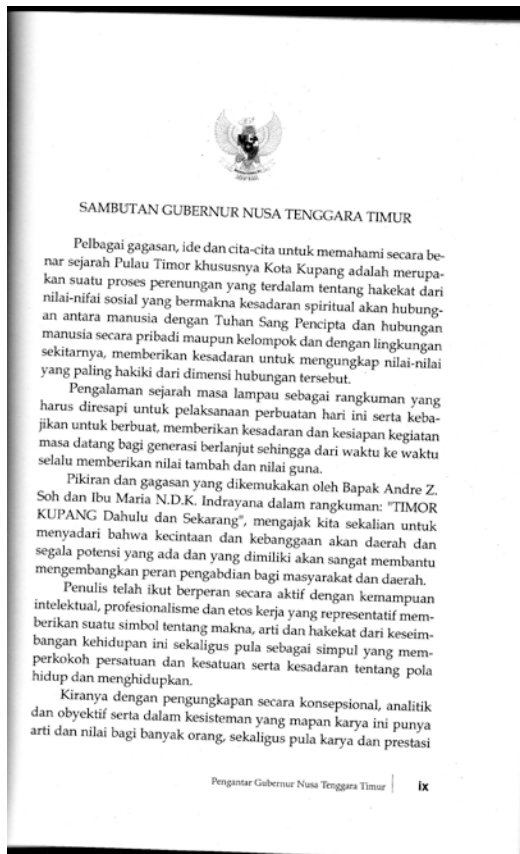 SAMBUTAN GUBERNUR NUSA TENGGARA TIMUR
Pelbagai gagasan, ide dan cita-cita untuk memahami secara be-
nar sejarah Pulau Timor khususnya Kota Kupang adalah merupa-
kan suatu proses perenungan yang terdalam tentang hakekat dari
nilai-nifai sosial yang bermakna kesadaran spiritual akan hubung-
an antara manusia dengan Tuhan Sang Pencipta dan hubungan
manusia secara pribadi maupun kelompok dan dengan lingkungan
sekitarnya, memberikan kesadaran untuk mengungkap nilai-nilai
yang paling hakiki dari dimensi hubungan tersebut.
Pengalaman sejarah masa lampau sebagai rangkuman yang
harus diresapi untuk pelaksanaan perbuatan hari ini serta keba-
jikan untuk berbuat, memberikan kesadaran dan kesiapan kegiatan
masa datang bagi generasi berlanjut sehingga dari waktu ke waktu
selalu memberikan nilai tambah dan nilai guna.
Pikiran dan gagasan yang dikemukakan oleh Bapak Andre Z.
Soh dan Ibu Maria N.D.K. Indrayana dalam rangkuman: "TIMOR
KUPANG Dahulu dan Sekarang", mengajak kita sekalian untuk
menyadari bahwa kecintaan dan kebanggaan akan daerah dan
segala potensi yang ada dan yang dimiliki akan sangat membantu
mengembangkan peran pengabdian bagi masyarakat dan daerah.
Penulis telah ikut berperan secara aktif dengan kemampuan
intelektual, profesionalisme dan etos kerja yang representatif mem-
berikan suatu simbol tentang makna, arti dan hakekat dari keseim-
bangan kehidupan ini sekaligus pula sebagai simpul yang mem-
perkokoh persatuan dan kesatuan serta kesadaran tentang pola
hidup dan menghidupkan.
Kiranya dengan pengungkapan secara konsepsional, analitik
dan obyektif serta dalam kesisteman yang mapan karya ini punya
arti dan nilai bagi banyak orang, sekaligus pula karya dan prestasi
Pengantar Gubernur Nusa Tenggara Timur | ix